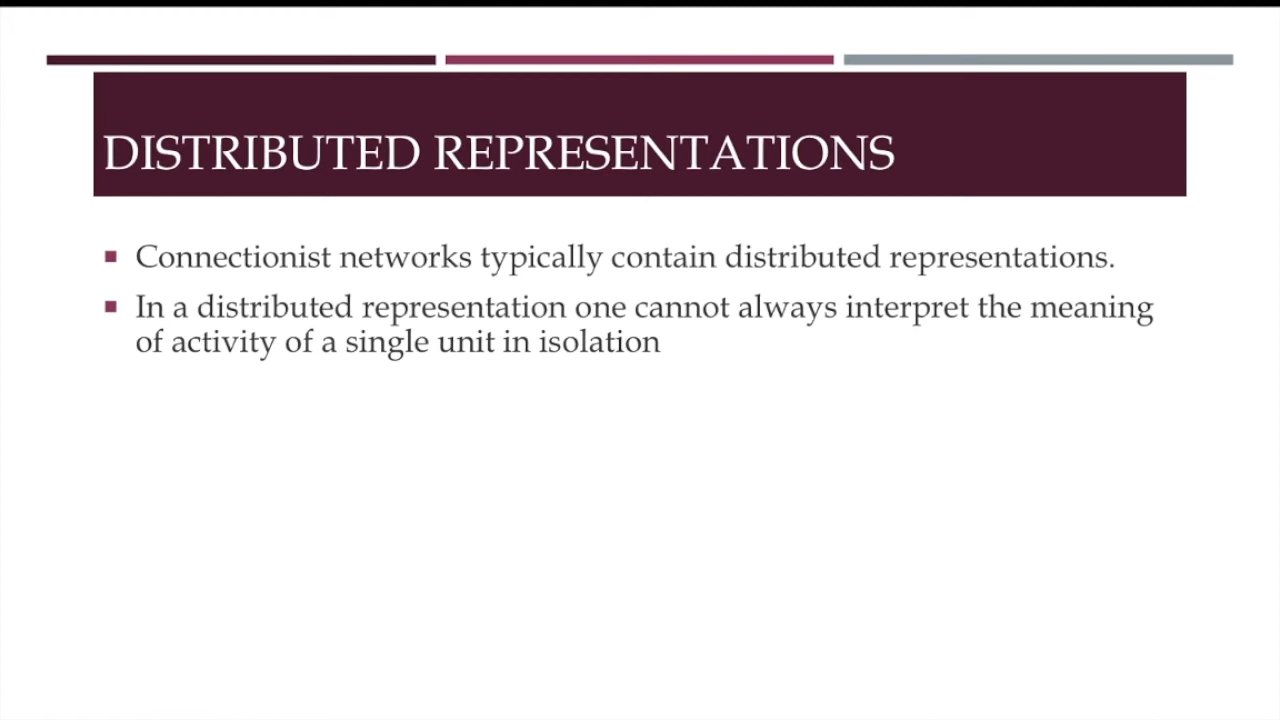 DISTRIBUTED REPRESENTATIONS
Connectionist networks typically contain distributed representations.
In a distributed representation one cannot always interpret the meaning
of activity of a single unit in isolation